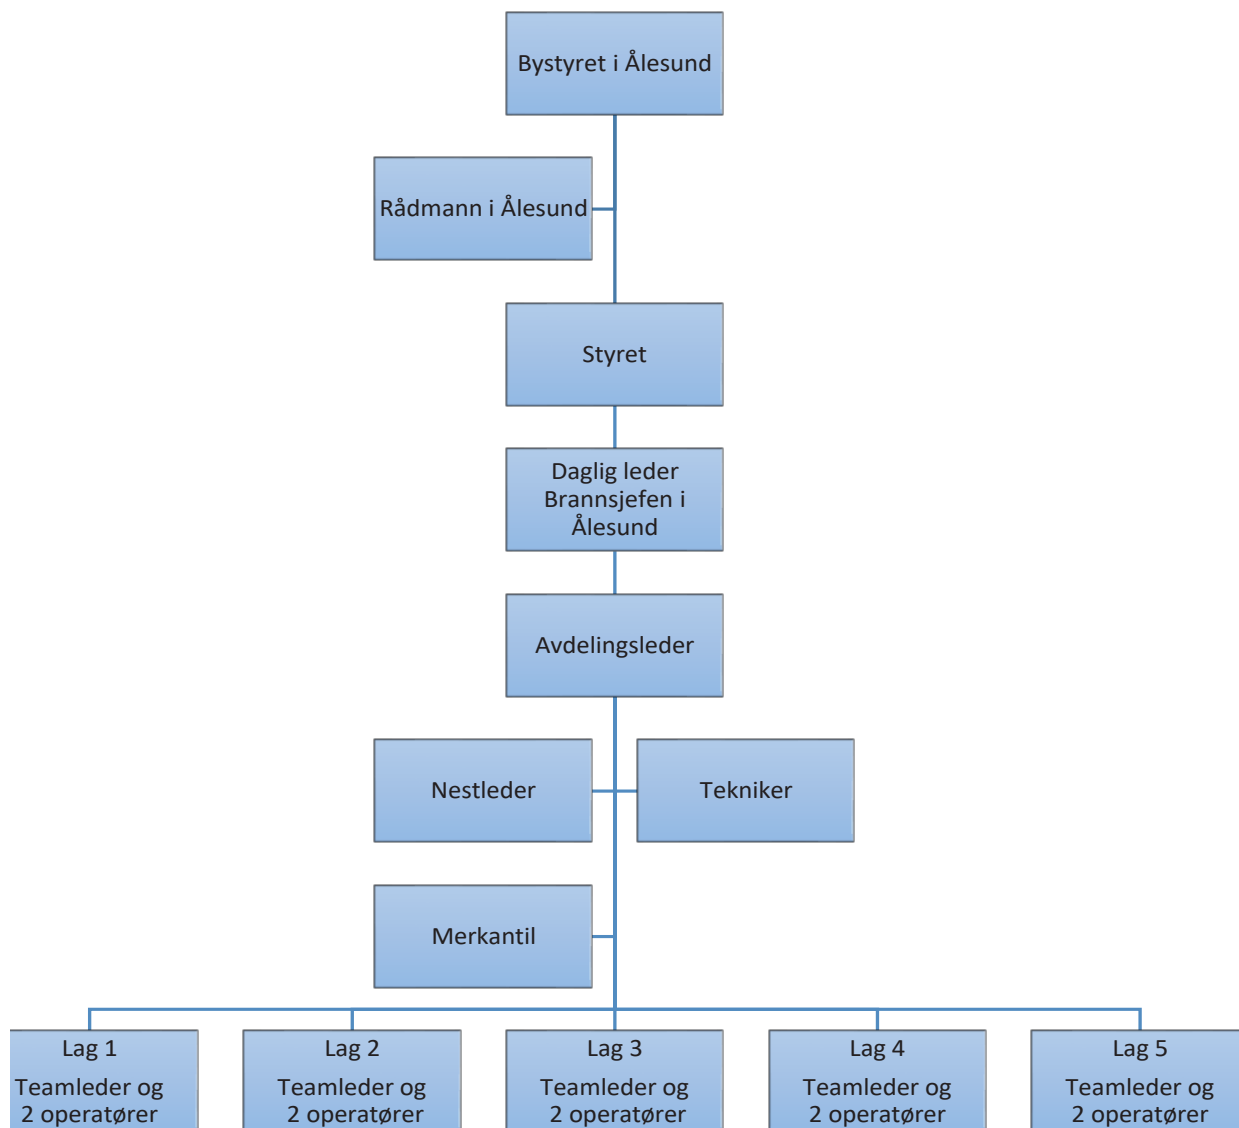 Bystyret i Ålesund
Rådmann i Ålesund
Styret
Daglig leder
Brannsjefen i
Ålesund
Avdelingsleder
Nestleder
Tekniker
Merkantil
Lag 1
Teamleder og
2 operatører
Lag 2
Teamleder og
2 operatører
Lag 3
Teamleder og
2 operatører
Lag 4
Teamleder og
2 operatører
Lag 5
Teamleder og
2 operatører